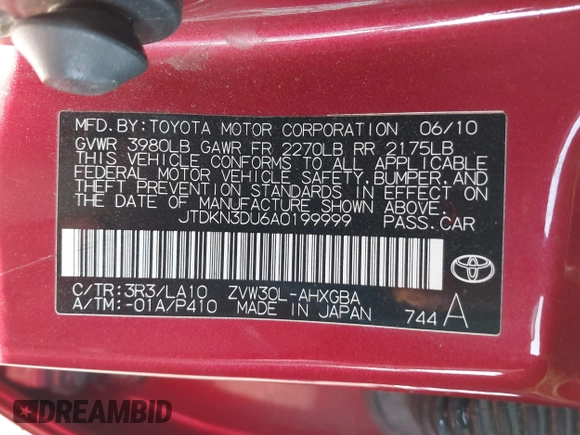 MFD. BY: TOYOTA MOTOR CORPORATION 06/10
GVWR 3980LB GAWR FR 2270LB RR 2175LB
THIS VEHICLE CONFORMS TO ALL APPLICABLE
FEDERAL MOTOR VEHICLE SAFETY, BUMPER, AND
THEFT PREVENTION STANDARDS IN EFFECT ON
THE DATE OF MANUFACTURE SHOWN ABOVE.
JTDKN3DU6A0199999 PASS.CAR
C/TR:3R3/LA10 ZVW30L-AHXGBA
A/TM:-01A/P410 MADE IN JAPAN 744A
DREAMBID